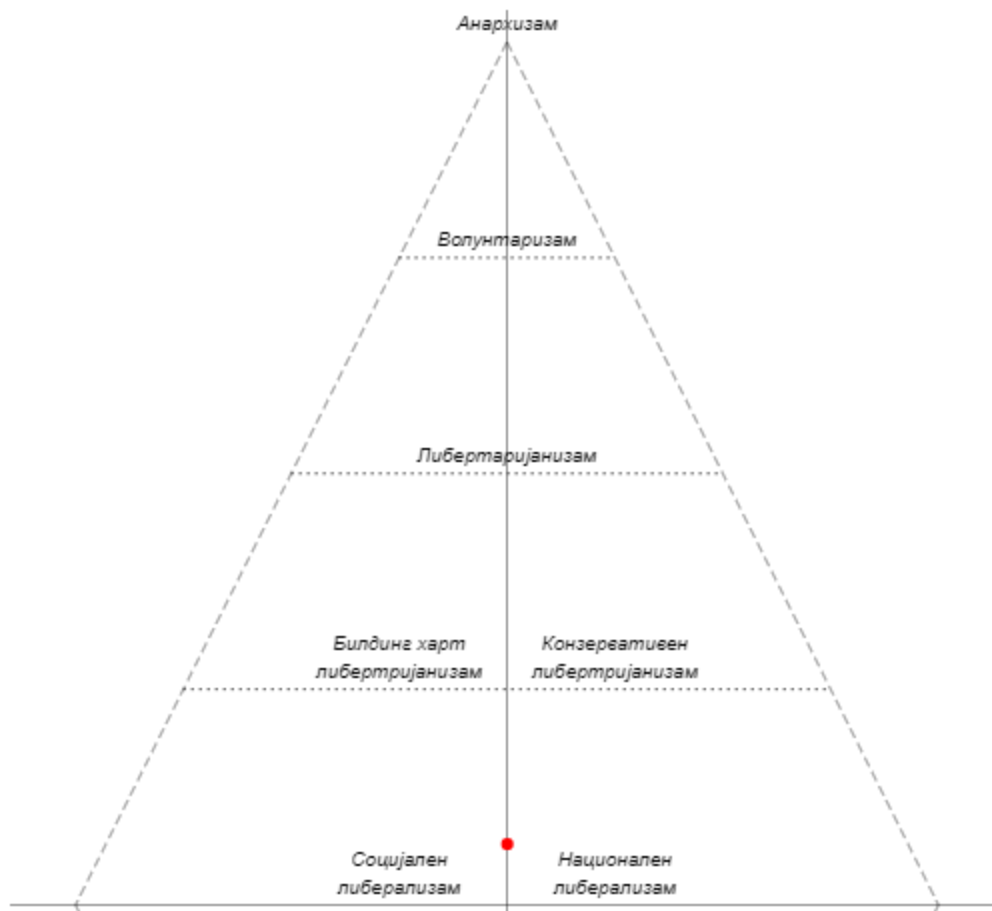 Анархизам
Волунтаризам
Либертаријанизам
Билдинг харт
либертријанизам
Конзервативен
либертријанизам
Социјален
либерализам
Национален
либерализам